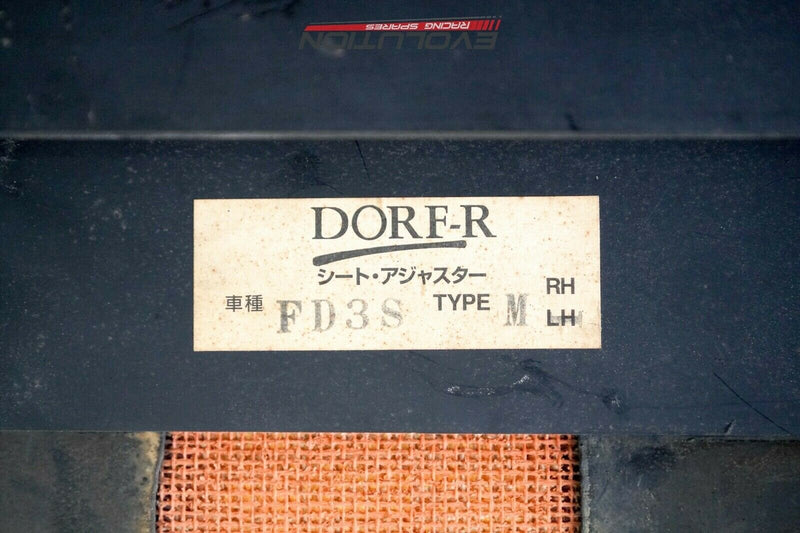 EVOLUTION
RACING SPARES
DORF-R
シート・アジャスター
車種 FD3S TYPE M RH
LH